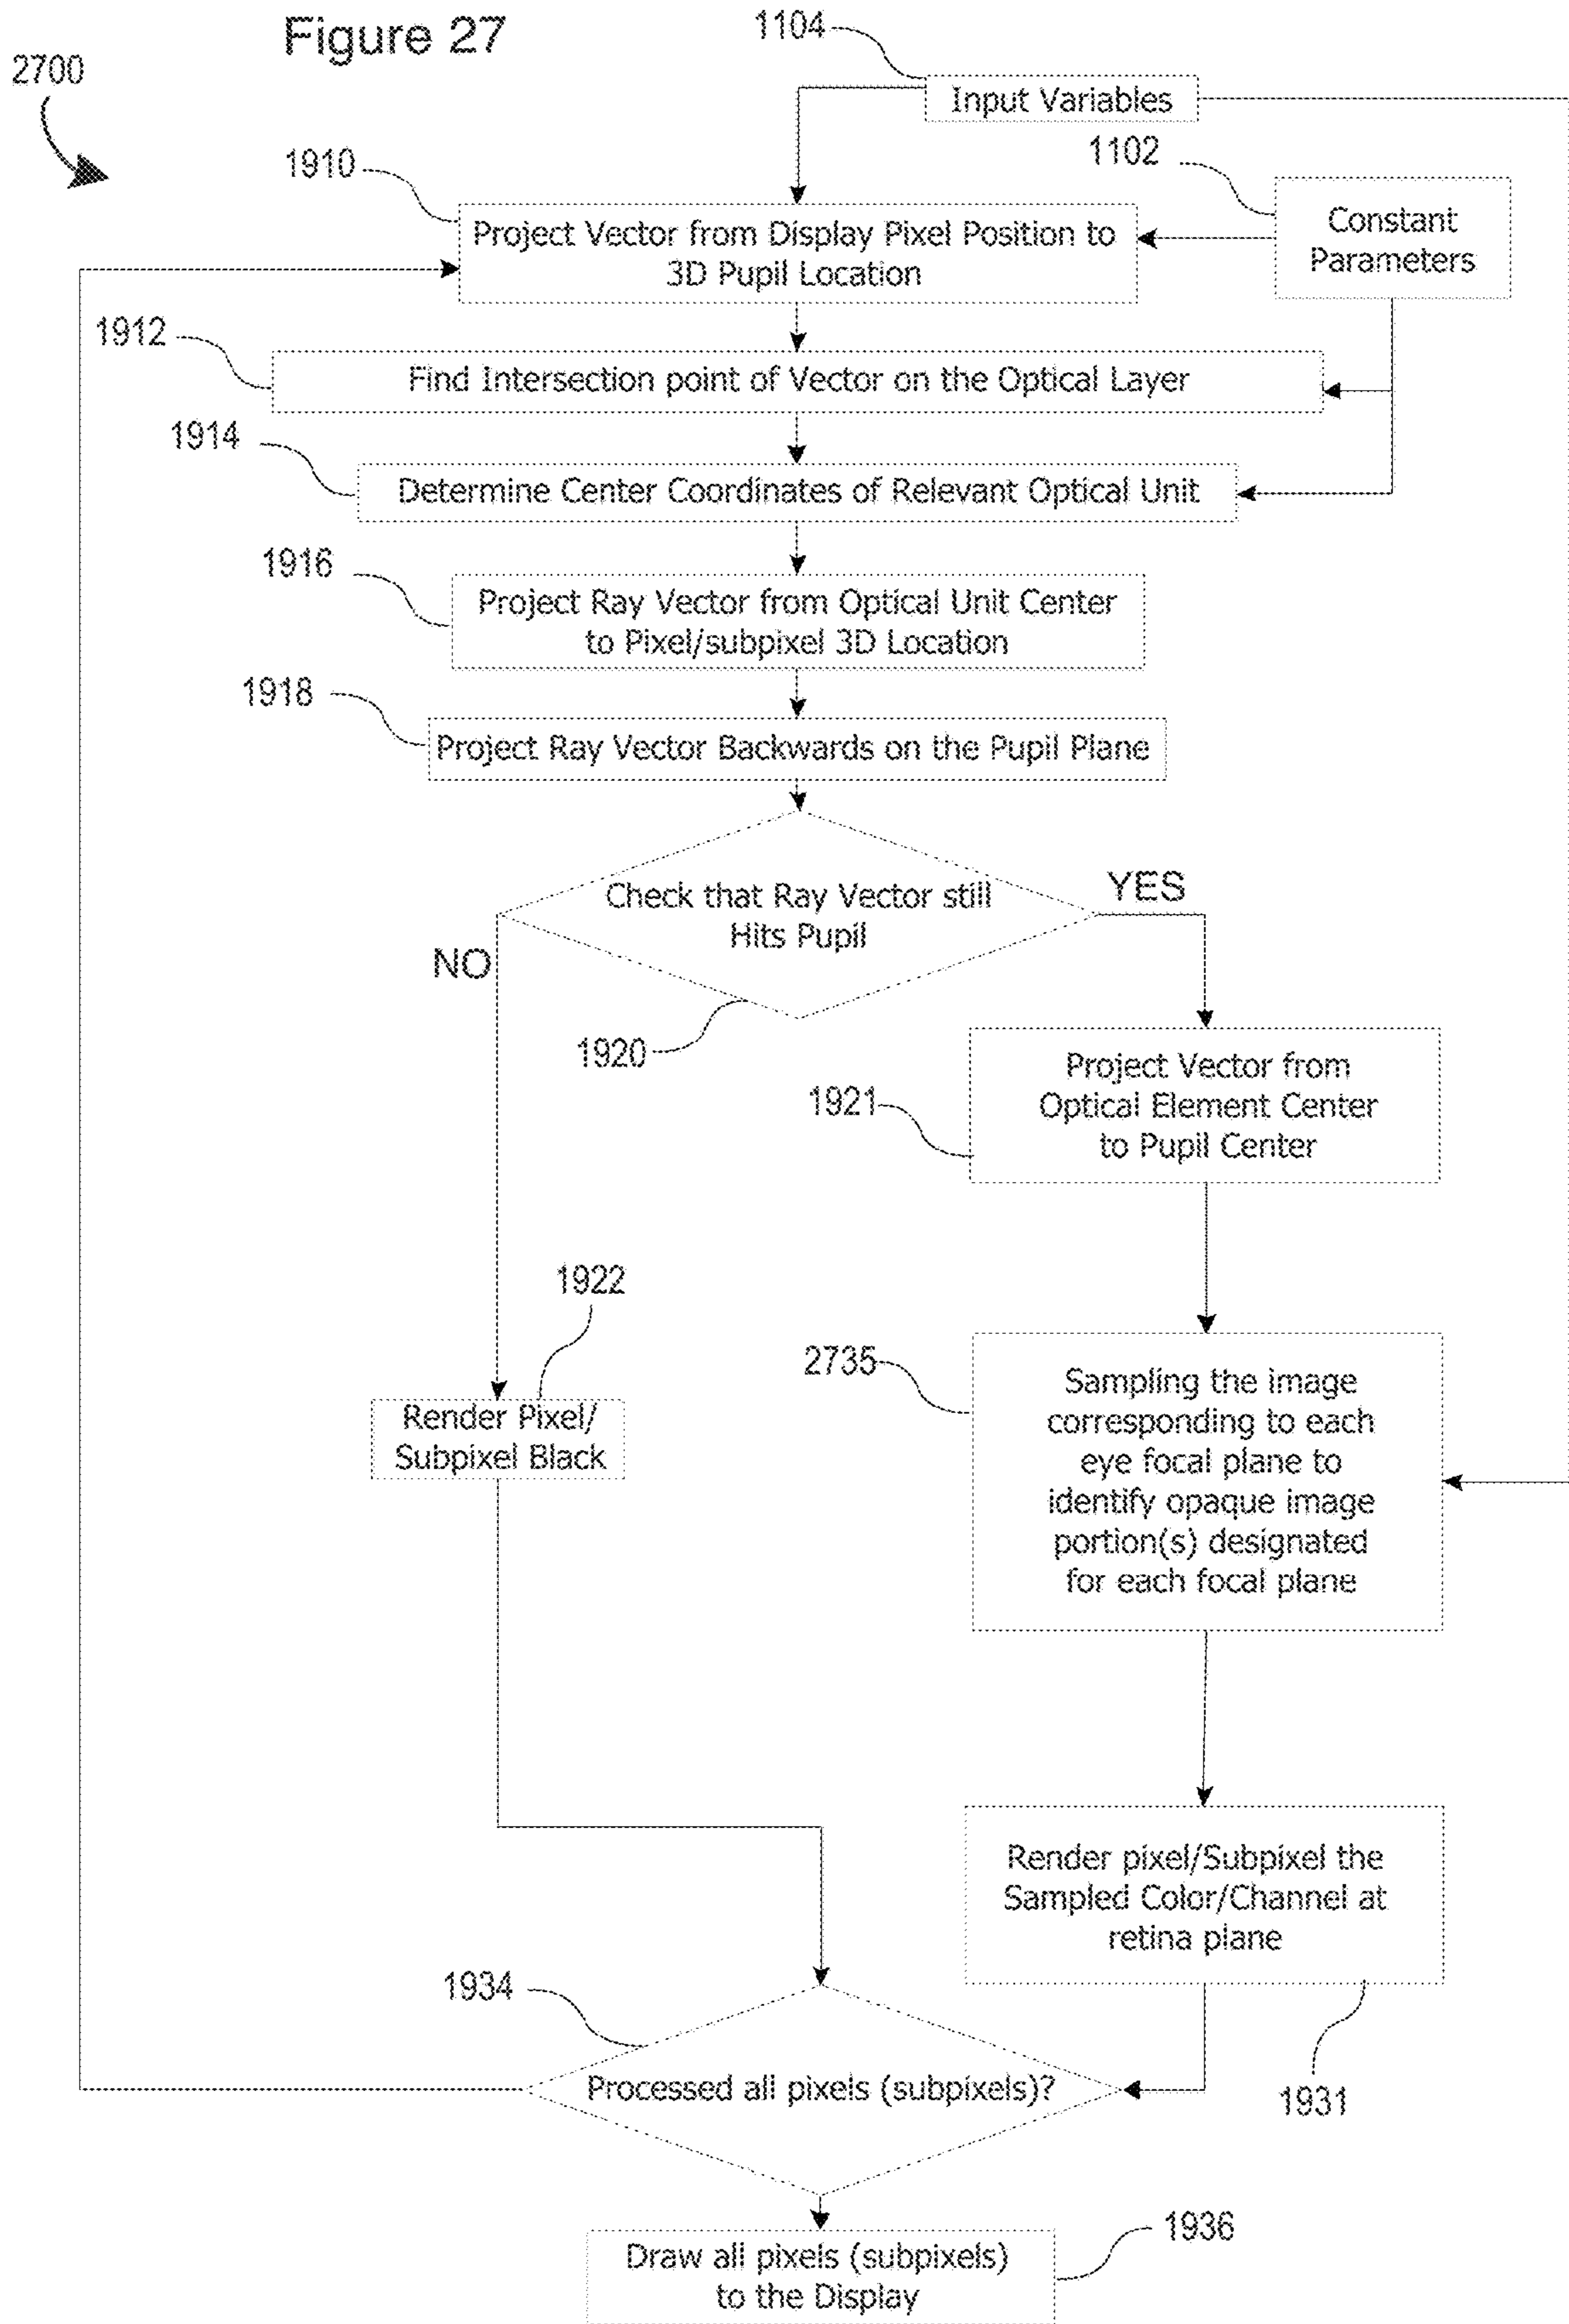 Figure 27
2700
1104
Input Variables
1102
Constant
Parameters
1910
Project Vector from Display Pixel Position to
3D Pupil Location
1912
Find Intersection point of Vector on the Optical Layer
1914
Determine Center Coordinates of Relevant Optical Unit
1916
Project Ray Vector from Optical Unit Center
to Pixel/subpixel 3D Location
1918
Project Ray Vector Backwards on the Pupil Plane
Check that Ray Vector still
Hits Pupil
YES
NO
1920
1921
Project Vector from
Optical Element Center
to Pupil Center
1922
Render Pixel/
Subpixel Black
2735
Sampling the image
corresponding to each
eye focal plane to
identify opaque image
portion(s) designated
for each focal plane
Render pixel/Subpixel the
Sampled Color/Channel at
retina plane
1931
1934
Processed all pixels (subpixels)?
1936
Draw all pixels (subpixels)
to the Display